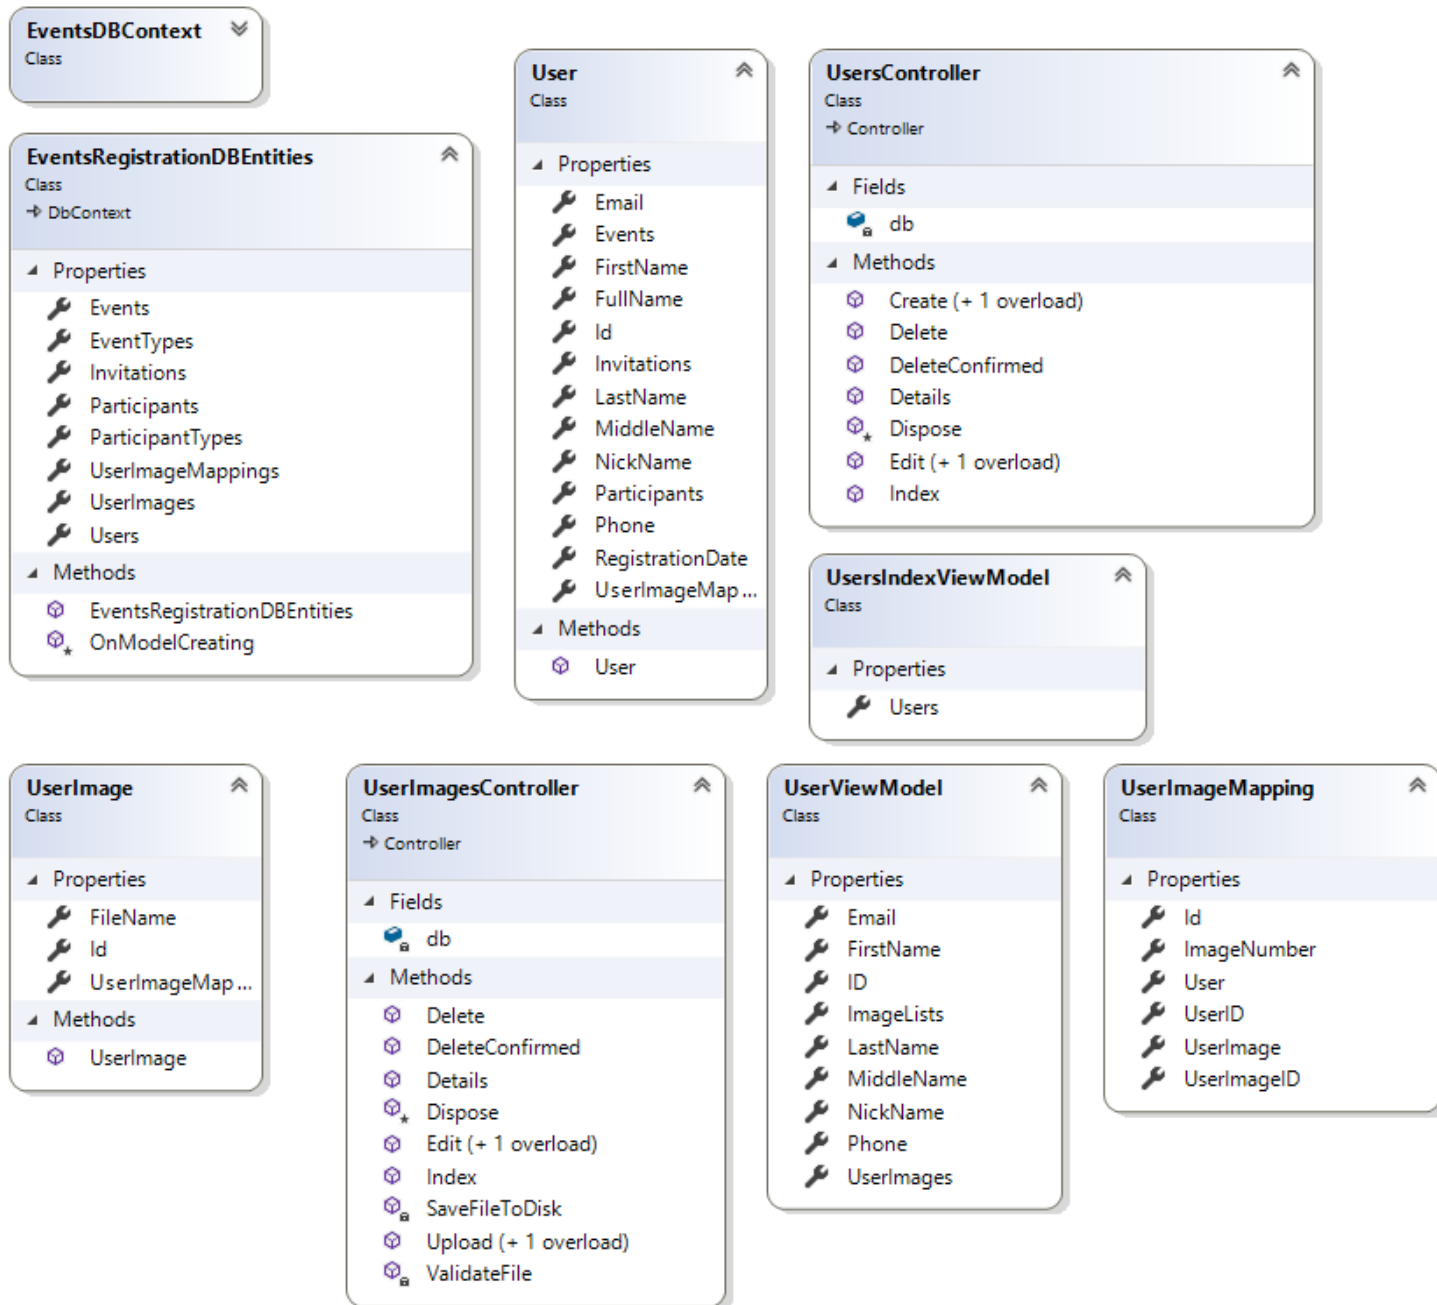 EventsDBContext
Class
EventsRegistrationDBEntities
Class
DbContext
Properties
Events
EventTypes
Invitations
Participants
ParticipantTypes
UserImageMappings
UserImages
Users
Methods
EventsRegistrationDBEntities
OnModelCreating
User
Class
Properties
Email
Events
FirstName
FullName
Id
Invitations
LastName
MiddleName
NickName
Participants
Phone
RegistrationDate
UserImageMap...
Methods
User
UsersController
Class
Controller
Fields
db
Methods
Create (+ 1 overload)
Delete
DeleteConfirmed
Details
Dispose
Edit (+ 1 overload)
Index
UsersIndexViewModel
Class
Properties
Users
UserImage
Class
Properties
FileName
Id
UserImageMap...
Methods
UserImage
UserImagesController
Class
Controller
Fields
db
Methods
Delete
DeleteConfirmed
Details
Dispose
Edit (+ 1 overload)
Index
SaveFileToDisk
Upload (+ 1 overload)
ValidateFile
UserViewModel
Class
Properties
Email
FirstName
ID
ImageLists
LastName
MiddleName
NickName
Phone
UserImages
UserImageMapping
Class
Properties
Id
ImageNumber
User
UserID
UserImage
UserImageID